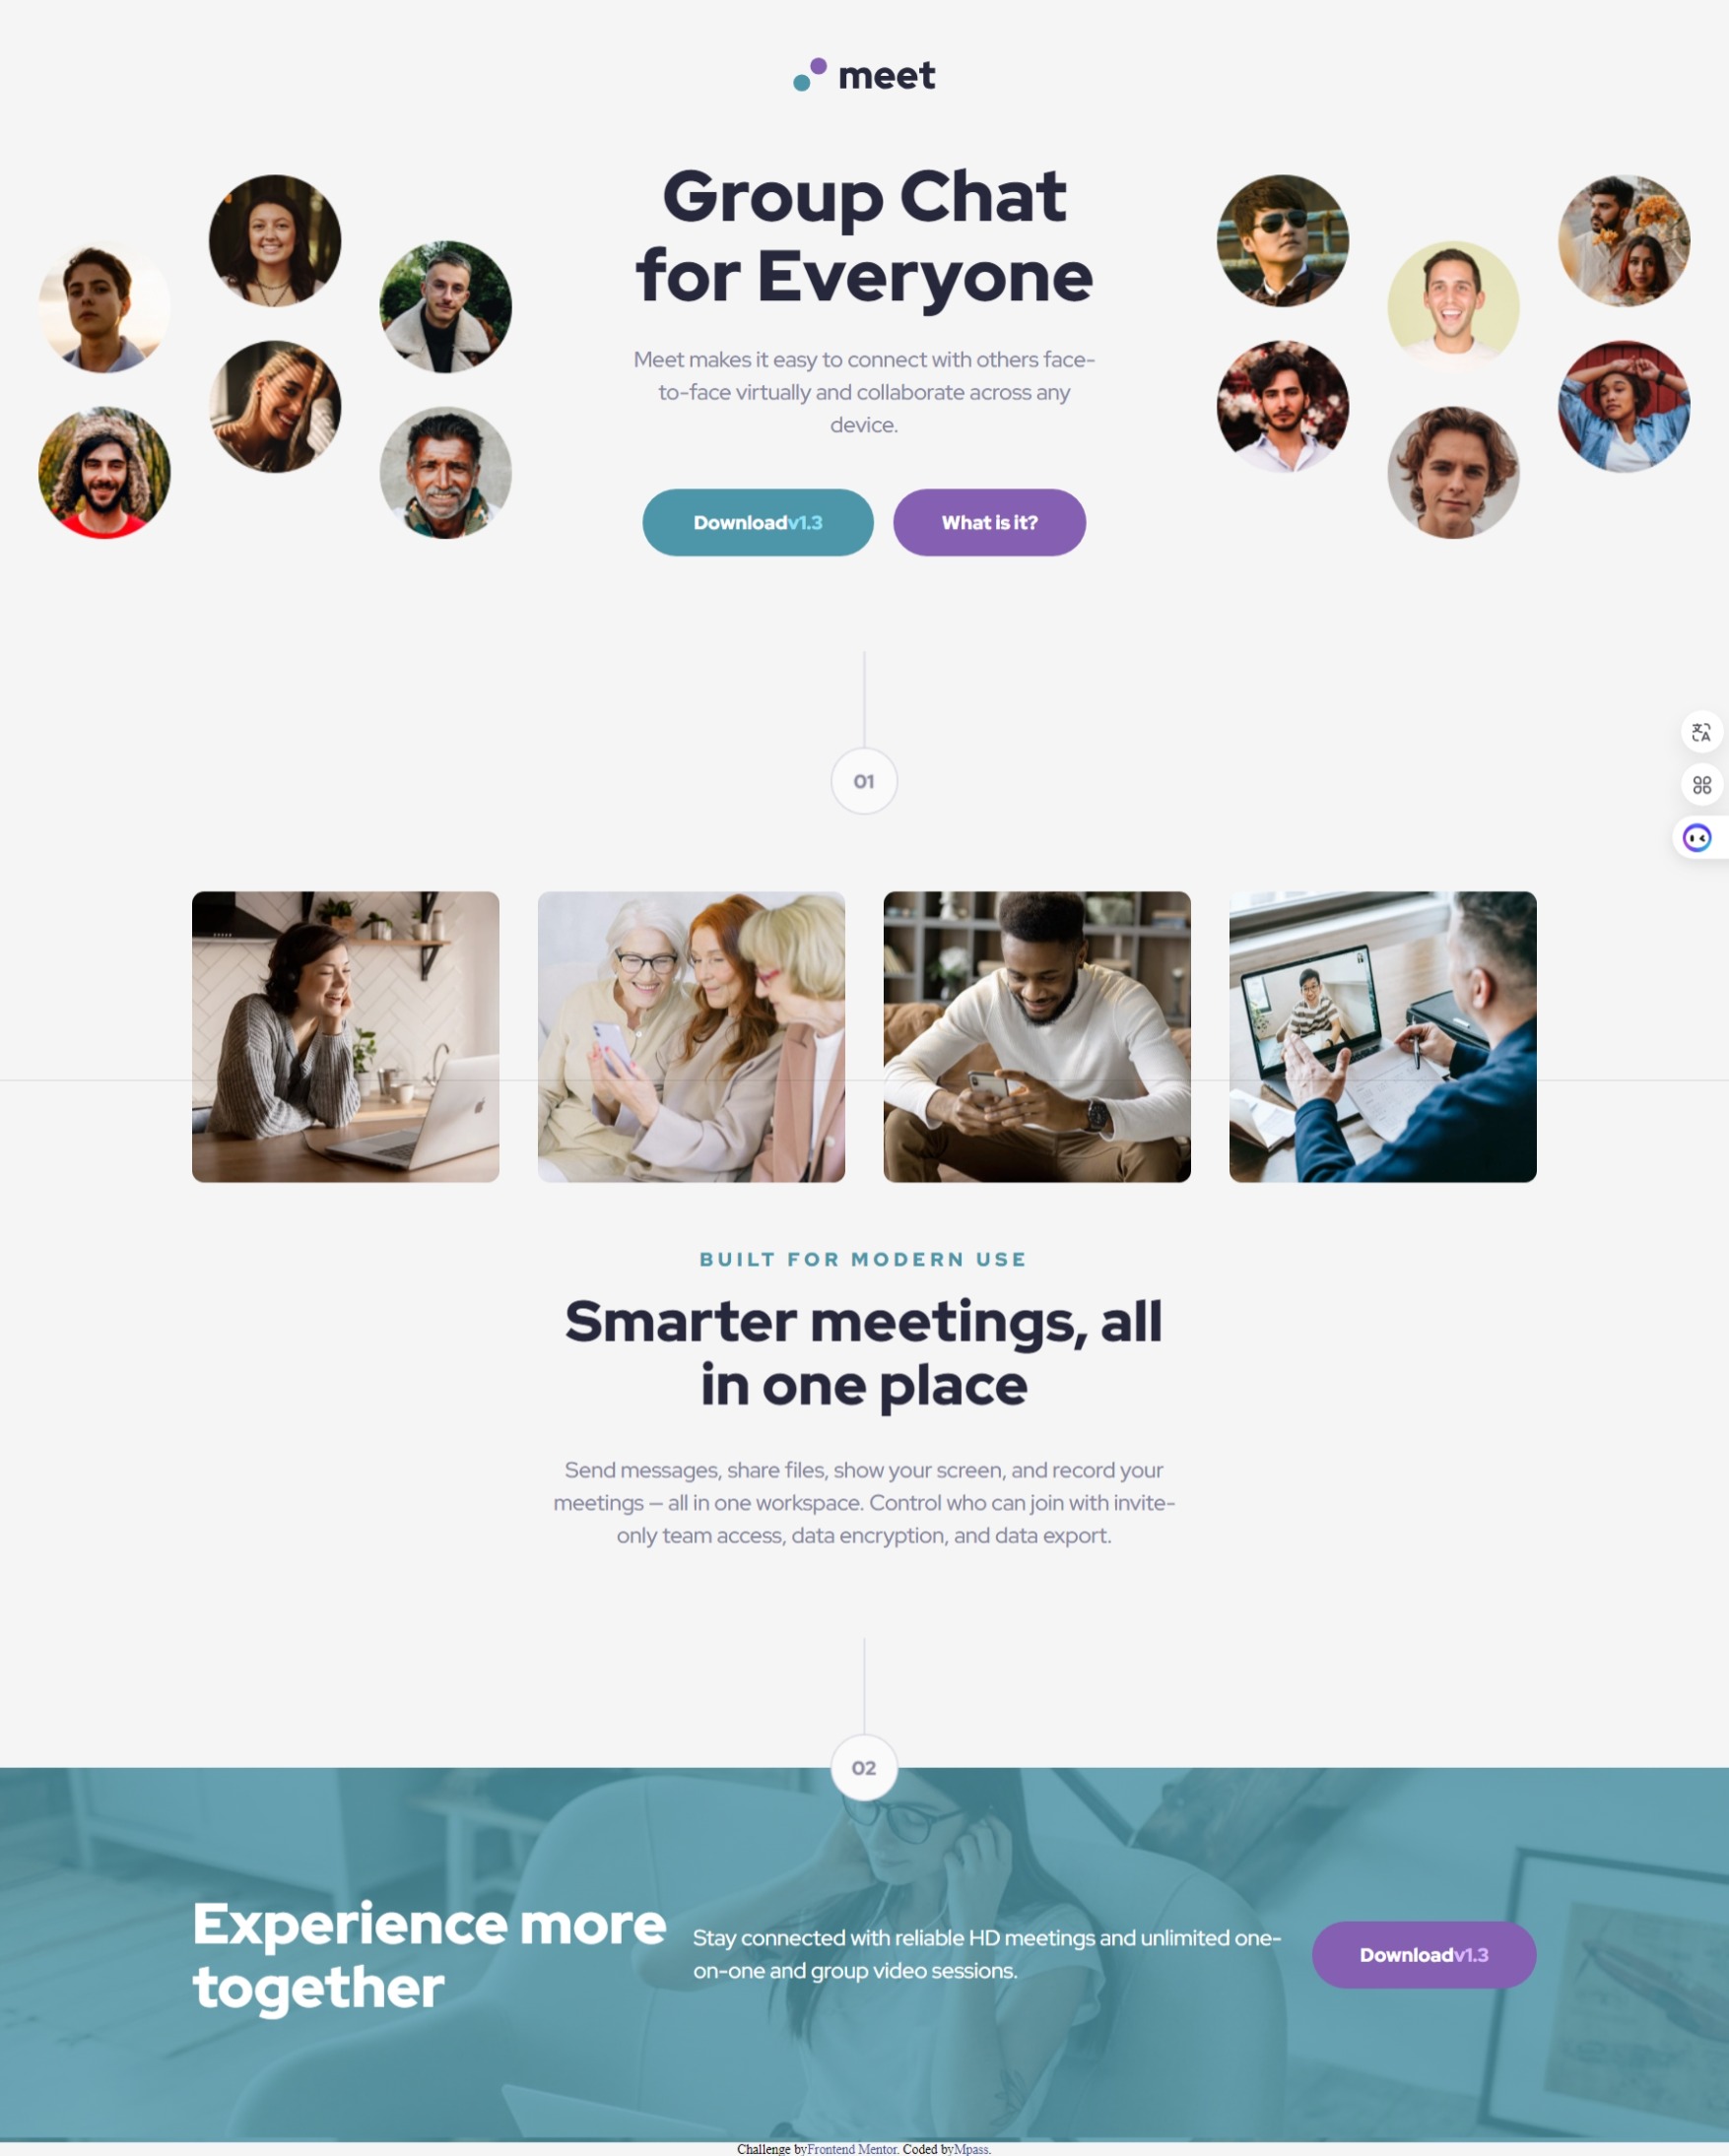 meet
Group Chat
for Everyone
Meet makes it easy to connect with others face-
to-face virtually and collaborate across any
device.
Downloadv1.3
What is it?
01
BUILT FOR MODERN USE
Smarter meetings, all
in one place
Send messages, share files, show your screen, and record your
meetings — all in one workspace. Control who can join with invite-
only team access, data encryption, and data export.
02
Experience more
together
Stay connected with reliable HD meetings and unlimited one-
on-one and group video sessions.
Downloadv1.3
Challenge byFrontend Mentor. Coded byMpass.